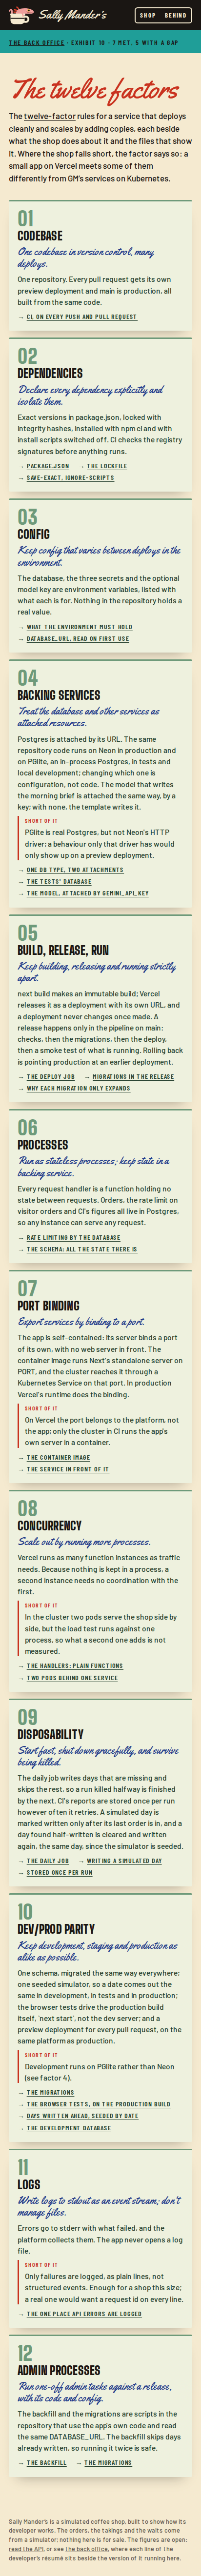 Sally Mander's
SHOP BEHIND
THE BACK OFFICE · EXHIBIT 10 · 7 MET, 5 WITH A GAP
The twelve factors
The twelve-factor rules for a service that deploys
cleanly and scales by adding copies, each beside
what the shop does about it and the files that show
it. Where the shop falls short, the factor says so: a
small app on Vercel meets some of them
differently from GM's services on Kubernetes.
01
CODEBASE
One codebase in version control, many
deploys.
One repository. Every pull request gets its own
preview deployment and main is production, all
built from the same code.
→ CI, ON EVERY PUSH AND PULL REQUEST
02
DEPENDENCIES
Declare every dependency explicitly and
isolate them.
Exact versions in package.json, locked with
integrity hashes, installed with npm ci and with
install scripts switched off. CI checks the registry
signatures before anything runs.
→ PACKAGE.JSON → THE LOCKFILE
→ SAVE-EXACT, IGNORE-SCRIPTS
03
CONFIG
Keep config that varies between deploys in the
environment.
The database, the three secrets and the optional
model key are environment variables, listed with
what each is for. Nothing in the repository holds a
real value.
→ WHAT THE ENVIRONMENT MUST HOLD
→ DATABASE_URL, READ ON FIRST USE
04
BACKING SERVICES
Treat the database and other services as
attached resources.
Postgres is attached by its URL. The same
repository code runs on Neon in production and
on PGlite, an in-process Postgres, in tests and
local development; changing which one is
configuration, not code. The model that writes
the morning brief is attached the same way, by a
key; with none, the template writes it.
SHORT OF IT
PGlite is real Postgres, but not Neon's HTTP
driver; a behaviour only that driver has would
only show up on a preview deployment.
→ ONE DB TYPE, TWO ATTACHMENTS
→ THE TESTS' DATABASE
→ THE MODEL, ATTACHED BY GEMINI_API_KEY
05
BUILD, RELEASE, RUN
Keep building, releasing and running strictly
apart.
next build makes an immutable build; Vercel
releases it as a deployment with its own URL, and
a deployment never changes once made. A
release happens only in the pipeline on main:
checks, then the migrations, then the deploy,
then a smoke test of what is running. Rolling back
is pointing production at an earlier deployment.
→ THE DEPLOY JOB → MIGRATIONS IN THE RELEASE
→ WHY EACH MIGRATION ONLY EXPANDS
06
PROCESSES
Run as stateless processes; keep state in a
backing service.
Every request handler is a function holding no
state between requests. Orders, the rate limit on
visitor orders and CI's figures all live in Postgres,
so any instance can serve any request.
→ RATE LIMITING BY THE DATABASE
→ THE SCHEMA: ALL THE STATE THERE IS
07
PORT BINDING
Export services by binding to a port.
The app is self-contained: its server binds a port
of its own, with no web server in front. The
container image runs Next's standalone server on
PORT, and the cluster reaches it through a
Kubernetes Service on that port. In production
Vercel's runtime does the binding.
SHORT OF IT
On Vercel the port belongs to the platform, not
the app; only the cluster in CI runs the app's
own server in a container.
→ THE CONTAINER IMAGE
→ THE SERVICE IN FRONT OF IT
08
CONCURRENCY
Scale out by running more processes.
Vercel runs as many function instances as traffic
needs. Because nothing is kept in a process, a
second instance needs no coordination with the
first.
SHORT OF IT
In the cluster two pods serve the shop side by
side, but the load test runs against one
process, so what a second one adds is not
measured.
→ THE HANDLERS: PLAIN FUNCTIONS
→ TWO PODS BEHIND ONE SERVICE
09
DISPOSABILITY
Start fast, shut down gracefully, and survive
being killed.
The daily job writes days that are missing and
skips the rest, so a run killed halfway is finished
by the next. CI's reports are stored once per run
however often it retries. A simulated day is
marked written only after its last order is in, and a
day found half-written is cleared and written
again, the same day, since the simulator is seeded.
→ THE DAILY JOB → WRITING A SIMULATED DAY
→ STORED ONCE PER RUN
10
DEV/PROD PARITY
Keep development, staging and production as
alike as possible.
One schema, migrated the same way everywhere;
one seeded simulator, so a date comes out the
same in development, in tests and in production;
the browser tests drive the production build
itself, `next start`, not the dev server; and a
preview deployment for every pull request, on the
same platform as production.
SHORT OF IT
Development runs on PGlite rather than Neon
(see factor 4).
→ THE MIGRATIONS
→ THE BROWSER TESTS, ON THE PRODUCTION BUILD
→ DAYS WRITTEN AHEAD, SEEDED BY DATE
→ THE DEVELOPMENT DATABASE
11
LOGS
Write logs to stdout as an event stream; don't
manage files.
Errors go to stderr with what failed, and the
platform collects them. The app never opens a log
file.
SHORT OF IT
Only failures are logged, as plain lines, not
structured events. Enough for a shop this size;
a real one would want a request id on every line.
→ THE ONE PLACE API ERRORS ARE LOGGED
12
ADMIN PROCESSES
Run one-off admin tasks against a release,
with its code and config.
The backfill and the migrations are scripts in the
repository that use the app's own code and read
the same DATABASE_URL. The backfill skips days
already written, so running it twice is safe.
→ THE BACKFILL → THE MIGRATIONS
Sally Mander's is a simulated coffee shop, built to show how its
developer works. The orders, the takings and the waits come
from a simulator; nothing here is for sale. The figures are open:
read the API, or see the back office, where each line of the
developer's résumé sits beside the version of it running here.